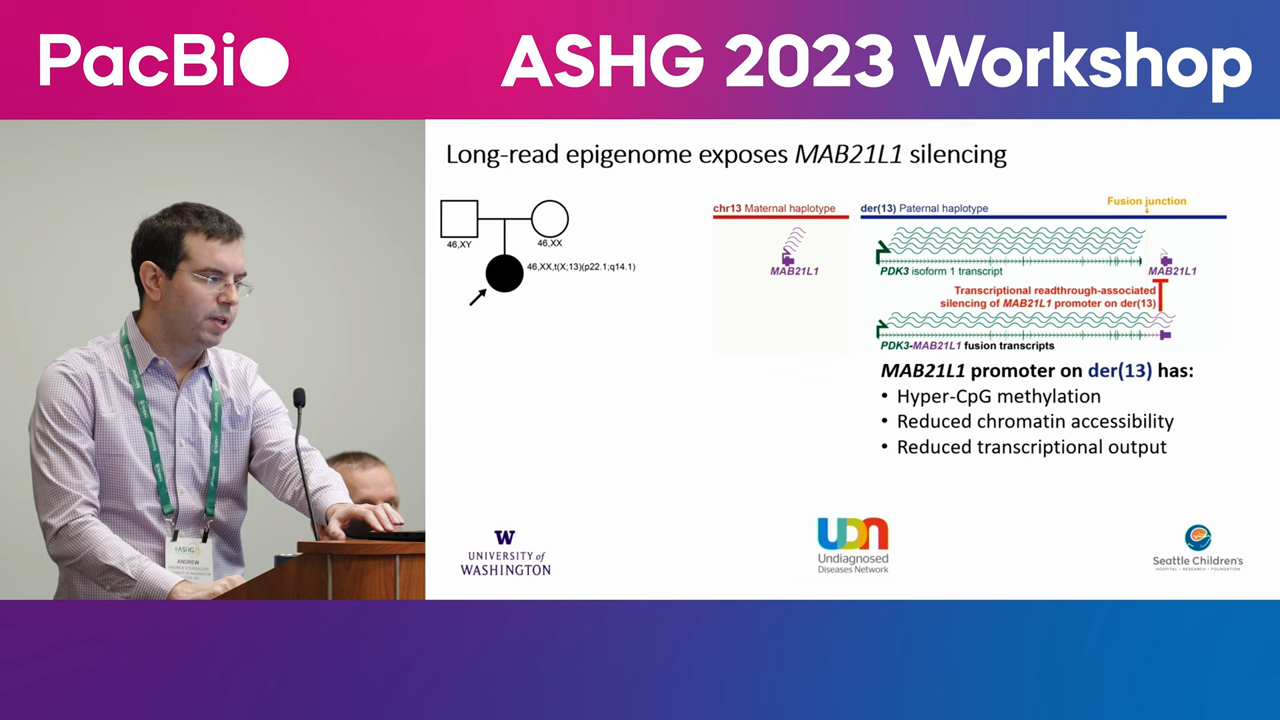 PacBio
ASHG 2023 Workshop
Long-read epigenome exposes MAB21L1 silencing
46,XY
46,XX
46,XX,t(X;13)(p22.1;q14.1)
chr13 Maternal haplotype
MAB21L1
der(13) Paternal haplotype
Fusion junction
PDK3 isoform 1 transcript
MAB21L1
Transcriptional readthrough-associated
silencing of MAB21L1 promoter on der(13)
PDK3-MAB21L1 fusion transcripts
MAB21L1 promoter on der(13) has:
• Hyper-CpG methylation
• Reduced chromatin accessibility
• Reduced transcriptional output
W
UNIVERSITY of
WASHINGTON
UDN
Undiagnosed
Diseases Network
Seattle Children's
HOSPITAL • RESEARCH • FOUNDATION
ASHG
ANDREW